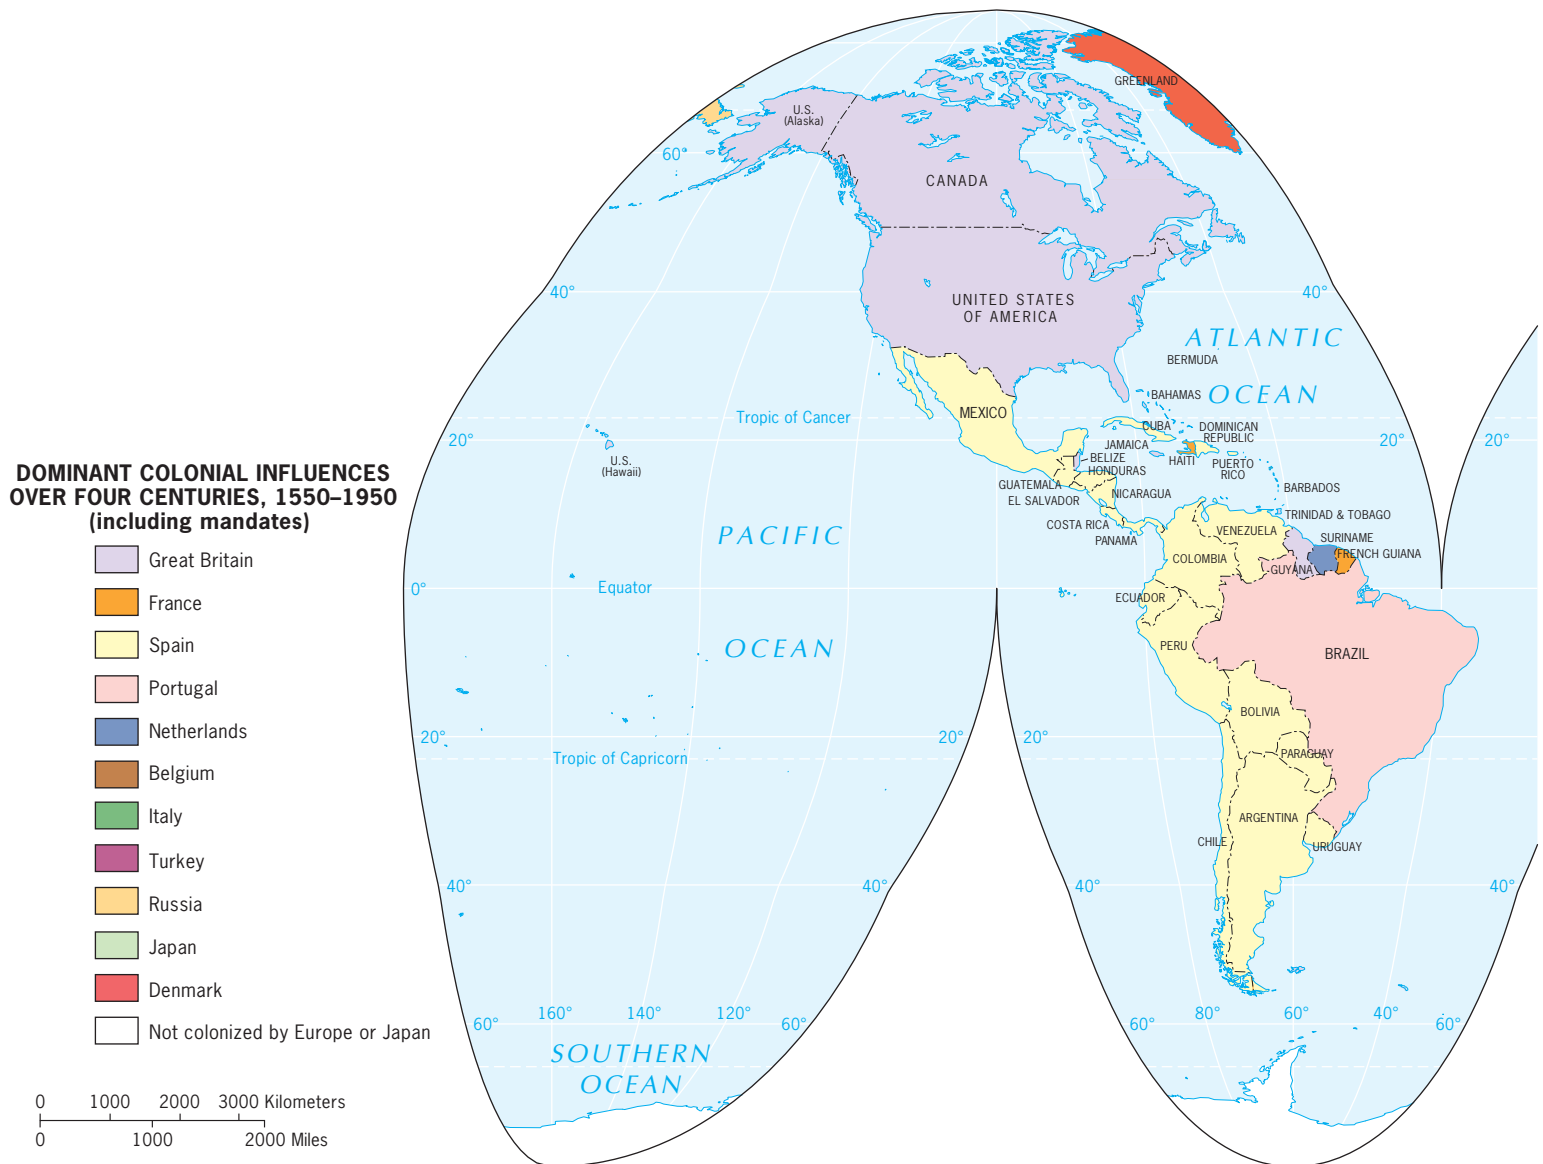 DOMINANT COLONIAL INFLUENCES
OVER FOUR CENTURIES, 1550–1950
(including mandates)
Great Britain
France
Spain
Portugal
Netherlands
Belgium
Italy
Turkey
Russia
Japan
Denmark
Not colonized by Europe or Japan
0 1000 2000 3000 Kilometers
0 1000 2000 Miles
GREENLAND
U.S.
(Alaska)
60°
CANADA
40°
40°
UNITED STATES
OF AMERICA
ATLANTIC
OCEAN
BERMUDA
BAHAMAS
Tropic of Cancer
MEXICO
CUBA
DOMINICAN
REPUBLIC
20°
20°
20°
U.S.
(Hawaii)
JAMAICA
HAITI
PUERTO
RICO
BELIZE
HONDURAS
GUATEMALA
EL SALVADOR
NICARAGUA
BARBADOS
COSTA RICA
PANAMA
TRINIDAD & TOBAGO
VENEZUELA
SURINAME
FRENCH GUIANA
COLOMBIA
GUYANA
PACIFIC
OCEAN
0°
Equator
ECUADOR
PERU
BRAZIL
BOLIVIA
20°
20°
20°
Tropic of Capricorn
PARAGUAY
ARGENTINA
CHILE
URUGUAY
40°
40°
40°
40°
60°
160°
140°
120°
60°
60°
80°
60°
40°
60°
SOUTHERN
OCEAN